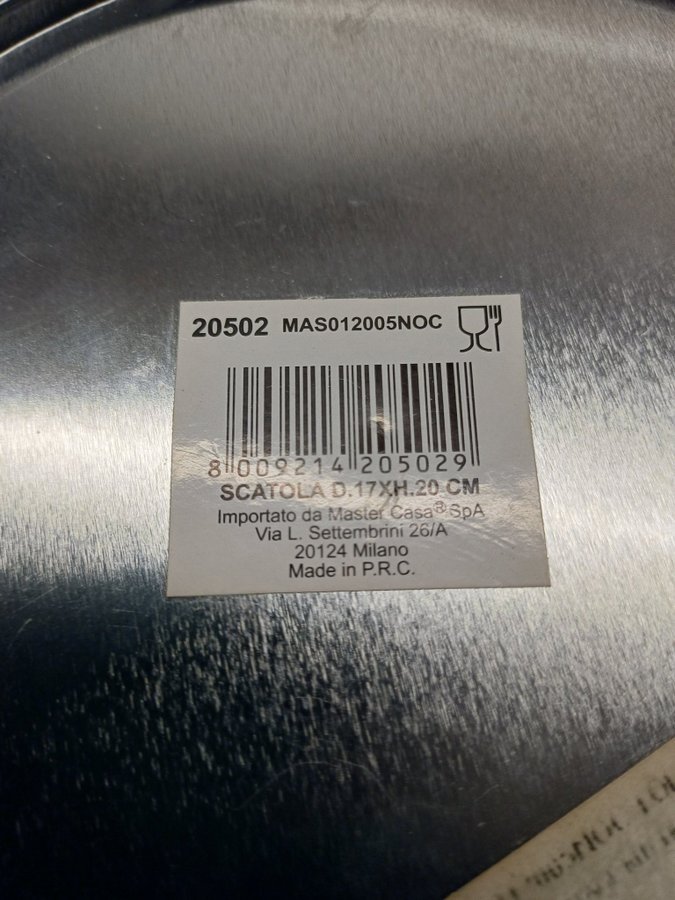 20502 MAS012005NOC
8 009214 205029
SCATOLA D.17XH.20 CM
Importato da Master Casa® SpA
Via L. Settembrini 26/A
20124 Milano
Made in P.R.C.